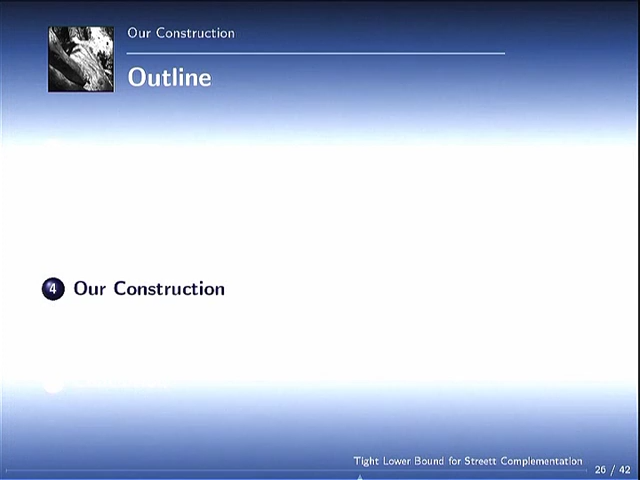 Our Construction
Outline
4 Our Construction
Tight Lower Bound for Streett Complementation
26 / 42